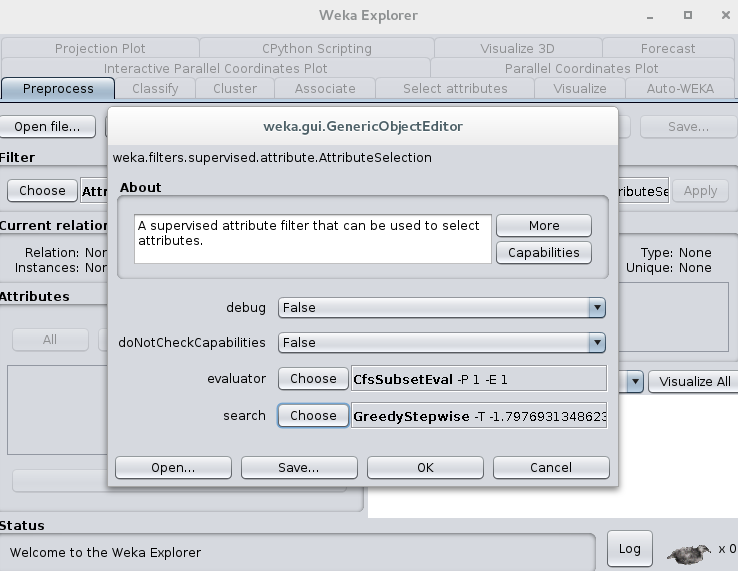 Weka Explorer
Projection Plot CPython Scripting Visualize 3D Forecast
Interactive Parallel Coordinates Plot Parallel Coordinates Plot
Preprocess Classify Cluster Associate Select attributes Visualize Auto-WEKA
Open file... Save...
weka.gui.GenericObjectEditor
weka.filters.supervised.attribute.AttributeSelection
Filter
About
Choose Attr ributeSe Apply
A supervised attribute filter that can be used to select
attributes.
More
Capabilities
Current relation
Relation: Non Type: None
Instances: Non Unique: None
Attributes
All
debug False
doNotCheckCapabilities False
evaluator Choose CfsSubsetEval -P 1 -E 1
Visualize All
search Choose GreedyStepwise -T -1.7976931348623
Open... Save... OK Cancel
Status
Welcome to the Weka Explorer
Log x 0